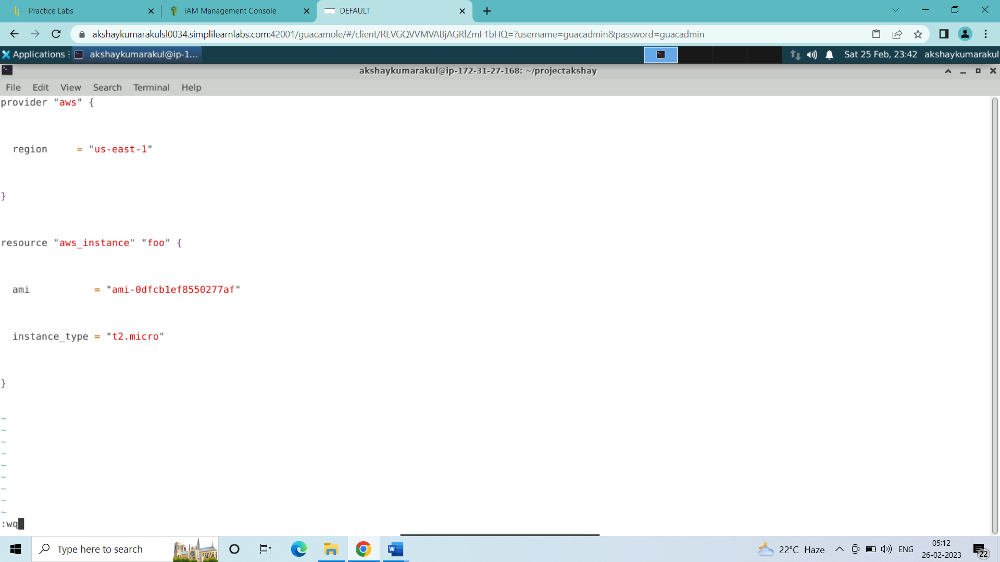 Practice Labs
IAM Management Console
DEFAULT
akshaykumarakulsl0034.simplilearnlabs.com:42001/guacamole/#/client/REVGQVVMVABjAGRlZmF1bHQ=?username=guacadmin&password=guacadmin
Applications
akshaykumarakul@ip-1...
Sat 25 Feb, 23:42
akshaykumarakul
akshaykumarakul@ip-172-31-27-168: ~/projectakshay
File Edit View Search Terminal Help
provider "aws" {
region = "us-east-1"
}
resource "aws_instance" "foo" {
ami = "ami-0dfcb1ef8550277af"
instance_type = "t2.micro"
}
~
~
~
~
~
~
~
~
~
:wq
Type here to search
22°C Haze
ENG
05:12
26-02-2023
22